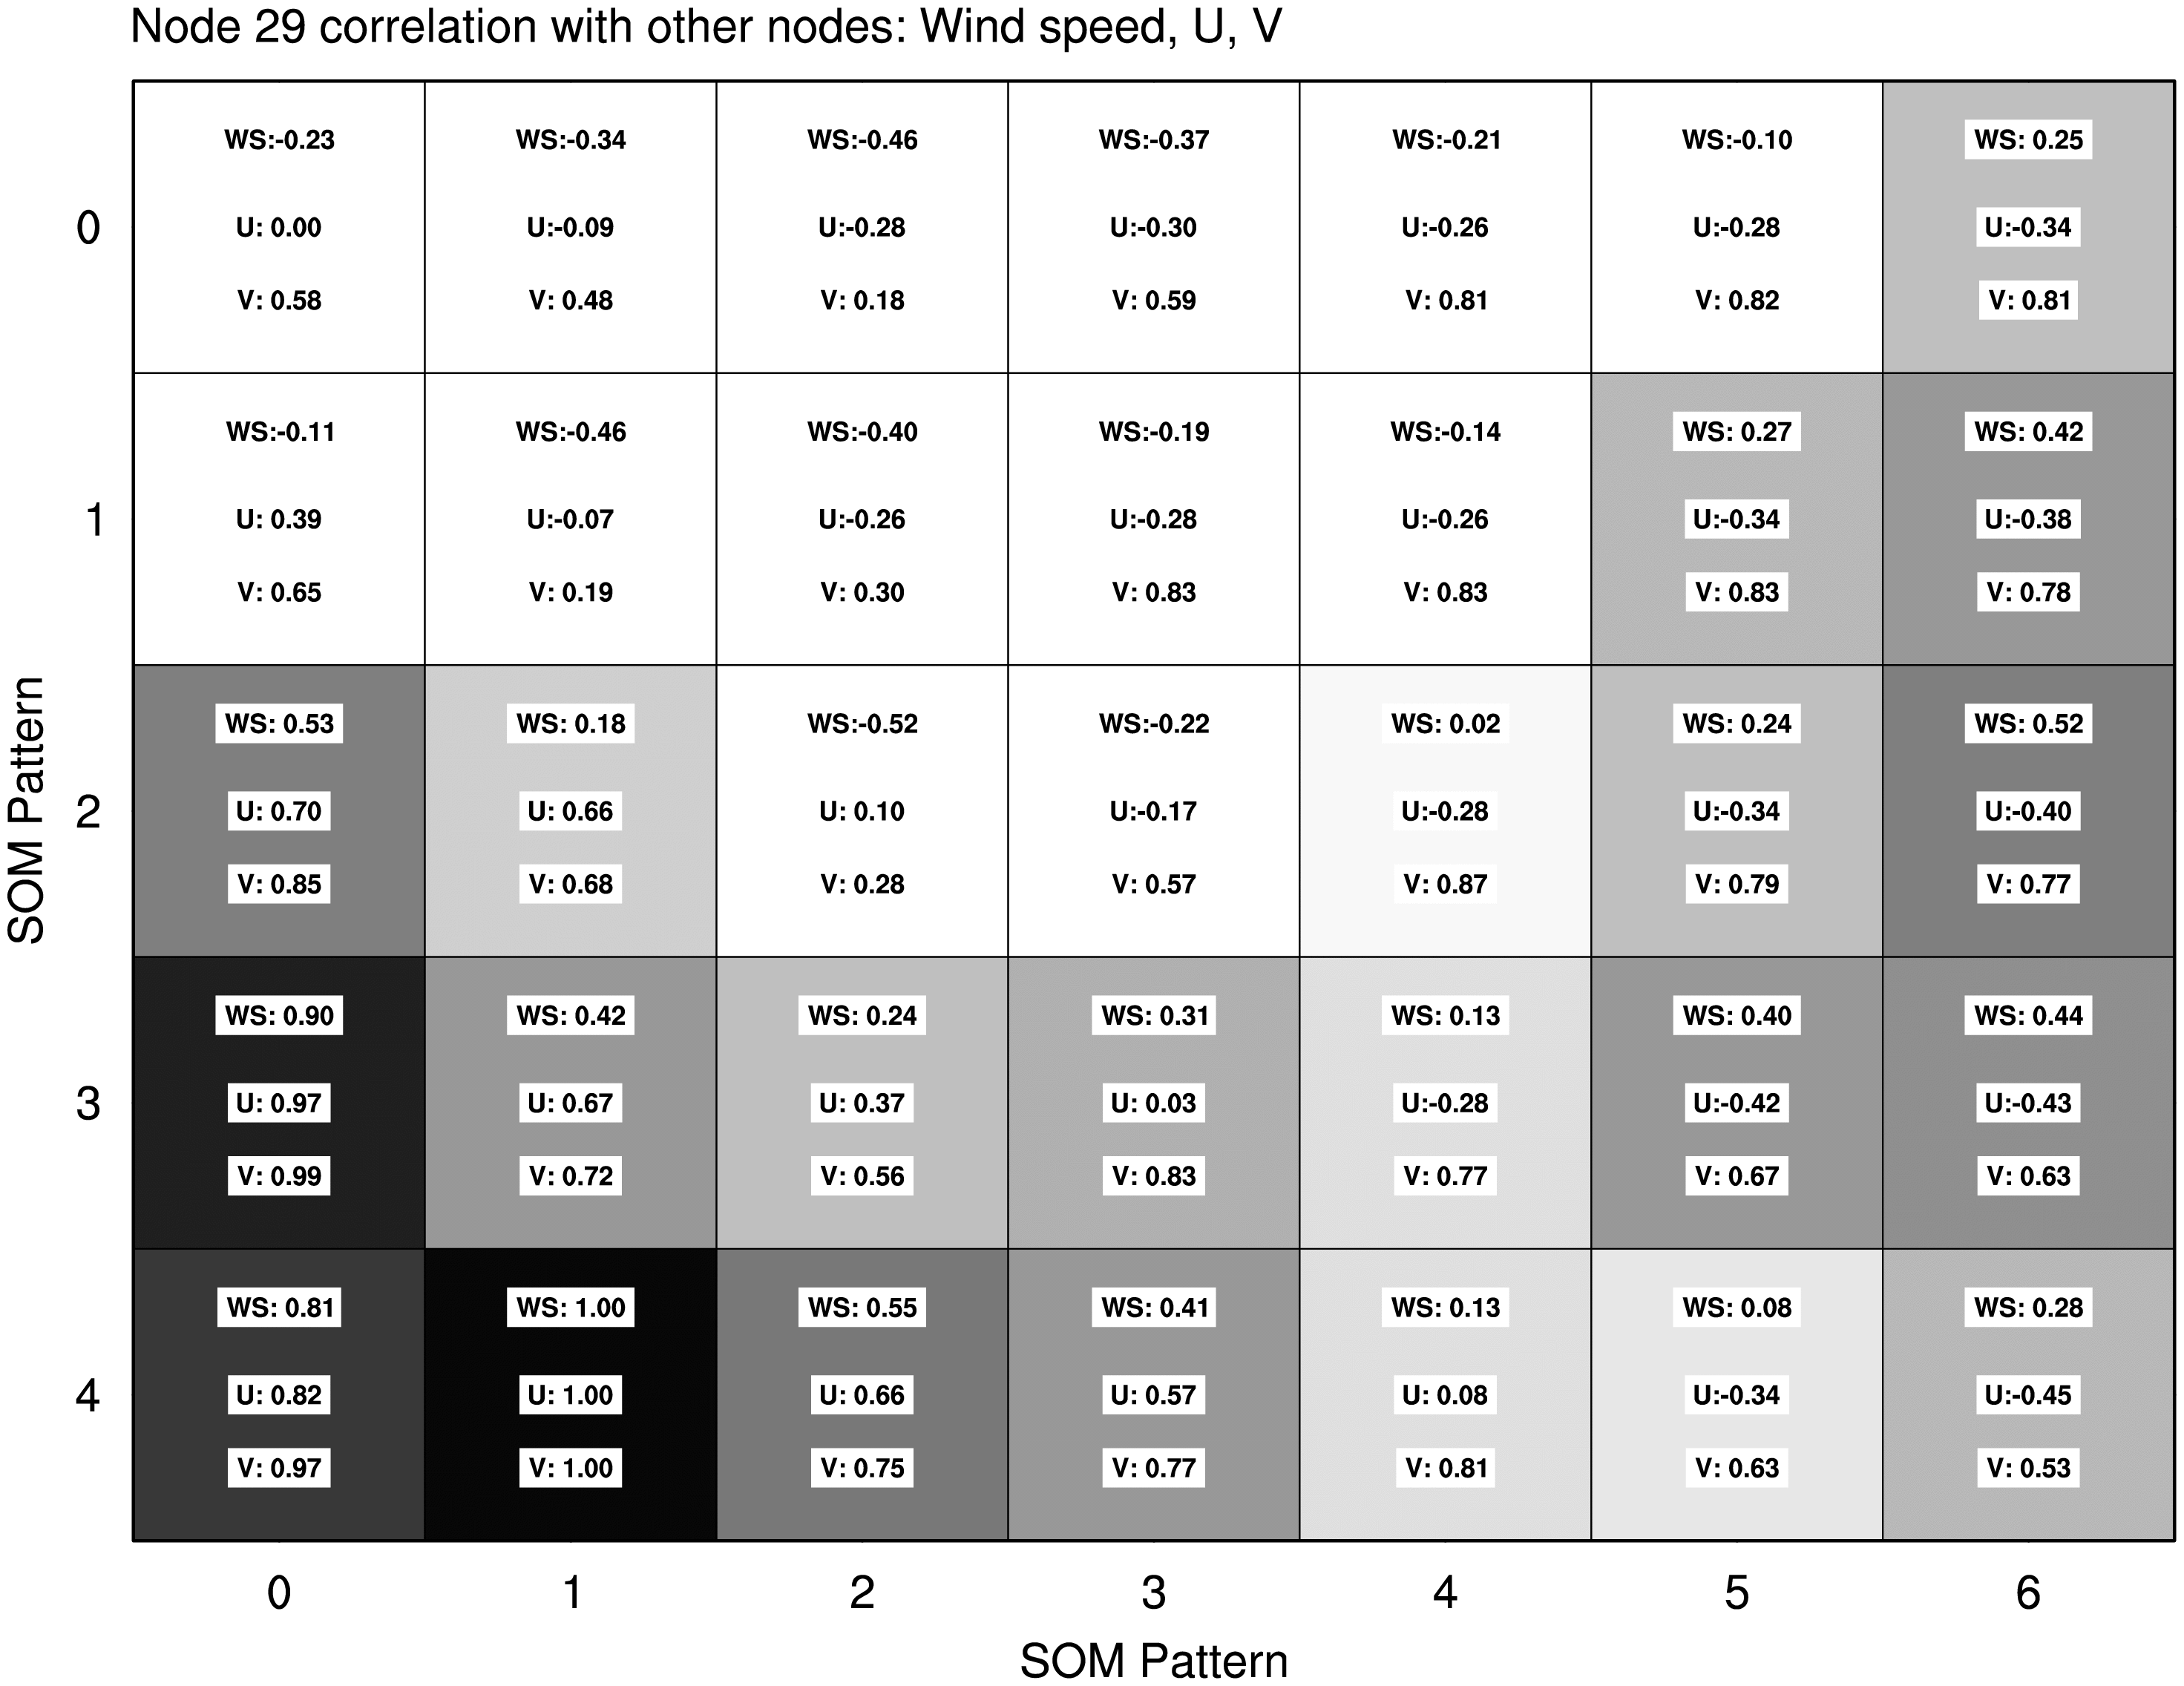 Node 29 correlation with other nodes: Wind speed, U, V
WS:-0.23 WS:-0.34 WS:-0.46 WS:-0.37 WS:-0.21 WS:-0.10 WS: 0.25
0 U: 0.00 U:-0.09 U:-0.28 U:-0.30 U:-0.26 U:-0.28 U:-0.34
V: 0.58 V: 0.48 V: 0.18 V: 0.59 V: 0.81 V: 0.82 V: 0.81
WS:-0.11 WS:-0.46 WS:-0.40 WS:-0.19 WS:-0.14 WS: 0.27 WS: 0.42
1 U: 0.39 U:-0.07 U:-0.26 U:-0.28 U:-0.26 U:-0.34 U:-0.38
V: 0.65 V: 0.19 V: 0.30 V: 0.83 V: 0.83 V: 0.83 V: 0.78
SOM Pattern
WS: 0.53 WS: 0.18 WS:-0.52 WS:-0.22 WS: 0.02 WS: 0.24 WS: 0.52
2 U: 0.70 U: 0.66 U: 0.10 U:-0.17 U:-0.28 U:-0.34 U:-0.40
V: 0.85 V: 0.68 V: 0.28 V: 0.57 V: 0.87 V: 0.79 V: 0.77
WS: 0.90 WS: 0.42 WS: 0.24 WS: 0.31 WS: 0.13 WS: 0.40 WS: 0.44
3 U: 0.97 U: 0.67 U: 0.37 U: 0.03 U:-0.28 U:-0.42 U:-0.43
V: 0.99 V: 0.72 V: 0.56 V: 0.83 V: 0.77 V: 0.67 V: 0.63
WS: 0.81 WS: 1.00 WS: 0.55 WS: 0.41 WS: 0.13 WS: 0.08 WS: 0.28
4 U: 0.82 U: 1.00 U: 0.66 U: 0.57 U: 0.08 U:-0.34 U:-0.45
V: 0.97 V: 1.00 V: 0.75 V: 0.77 V: 0.81 V: 0.63 V: 0.53
0 1 2 3 4 5 6
SOM Pattern